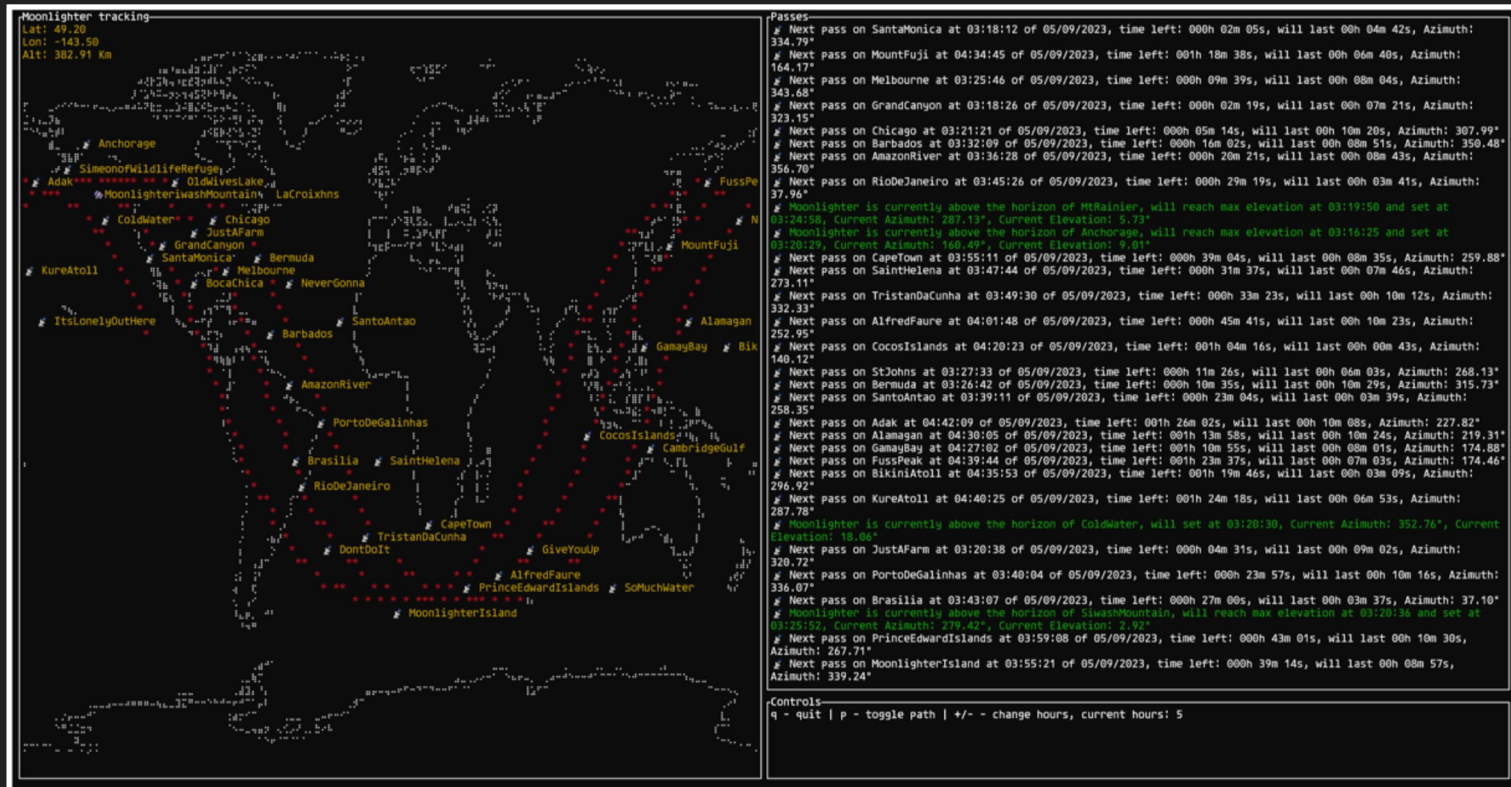 Moonlighter tracking
Lat: 49.20
Lon: -143.50
Alt: 382.91 Km
Anchorage
SimeonofWildlifeRefuge
Adak
OldWivesLake
FussPe
MoonlighteriwashMountain
LaCroixhns
ColdWater
Chicago
N
JustAFarm
GrandCanyon
MountFuji
SantaMonica
Bermuda
KureAtoll
Melbourne
BocaChica
NeverGonna
ItsLonelyOutHere
SantoAntao
Alamagan
Barbados
GamayBay
Bik
AmazonRiver
PortoDeGalinhas
CocosIslands
CambridgeGulf
Brasilia
SaintHelena
RioDeJaneiro
CapeTown
TristanDaCunha
DontDoIt
GiveYouUp
AlfredFaure
PrinceEdwardIslands
SoMuchWater
MoonlighterIsland
Passes
Next pass on SantaMonica at 03:18:12 of 05/09/2023, time left: 000h 02m 05s, will last 00h 04m 42s, Azimuth:
334.79°
Next pass on MountFuji at 04:34:45 of 05/09/2023, time left: 001h 18m 38s, will last 00h 06m 40s, Azimuth:
164.17°
Next pass on Melbourne at 03:25:46 of 05/09/2023, time left: 000h 09m 39s, will last 00h 08m 04s, Azimuth:
343.68°
Next pass on GrandCanyon at 03:18:26 of 05/09/2023, time left: 000h 02m 19s, will last 00h 07m 21s, Azimuth:
323.15°
Next pass on Chicago at 03:21:21 of 05/09/2023, time left: 000h 05m 14s, will last 00h 10m 20s, Azimuth: 307.99°
Next pass on Barbados at 03:32:09 of 05/09/2023, time left: 000h 16m 02s, will last 00h 08m 51s, Azimuth: 350.48°
Next pass on AmazonRiver at 03:36:28 of 05/09/2023, time left: 000h 20m 21s, will last 00h 08m 43s, Azimuth:
356.70°
Next pass on RioDeJaneiro at 03:45:26 of 05/09/2023, time left: 000h 29m 19s, will last 00h 03m 41s, Azimuth:
37.96°
Moonlighter is currently above the horizon of MtRainier, will reach max elevation at 03:19:50 and set at
03:24:58, Current Azimuth: 287.13°, Current Elevation: 5.73°
Moonlighter is currently above the horizon of Anchorage, will reach max elevation at 03:16:25 and set at
03:20:29, Current Azimuth: 160.49°, Current Elevation: 9.01°
Next pass on CapeTown at 03:55:11 of 05/09/2023, time left: 000h 39m 04s, will last 00h 08m 35s, Azimuth: 259.88°
Next pass on SaintHelena at 03:47:44 of 05/09/2023, time left: 000h 31m 37s, will last 00h 07m 46s, Azimuth:
273.11°
Next pass on TristanDaCunha at 03:49:30 of 05/09/2023, time left: 000h 33m 23s, will last 00h 10m 12s, Azimuth:
332.33°
Next pass on AlfredFaure at 04:01:48 of 05/09/2023, time left: 000h 45m 41s, will last 00h 10m 23s, Azimuth:
252.95°
Next pass on CocosIslands at 04:20:23 of 05/09/2023, time left: 001h 04m 16s, will last 00h 00m 43s, Azimuth:
140.12°
Next pass on StJohns at 03:27:33 of 05/09/2023, time left: 000h 11m 26s, will last 00h 06m 03s, Azimuth: 268.13°
Next pass on Bermuda at 03:26:42 of 05/09/2023, time left: 000h 10m 35s, will last 00h 10m 29s, Azimuth: 315.73°
Next pass on SantoAntao at 03:39:11 of 05/09/2023, time left: 000h 23m 04s, will last 00h 03m 39s, Azimuth:
258.35°
Next pass on Adak at 04:42:09 of 05/09/2023, time left: 001h 26m 02s, will last 00h 10m 08s, Azimuth: 227.82°
Next pass on Alamagan at 04:30:05 of 05/09/2023, time left: 001h 13m 58s, will last 00h 10m 24s, Azimuth: 219.31°
Next pass on GamayBay at 04:27:02 of 05/09/2023, time left: 001h 10m 55s, will last 00h 08m 01s, Azimuth: 174.88°
Next pass on FussPeak at 04:39:44 of 05/09/2023, time left: 001h 23m 37s, will last 00h 07m 03s, Azimuth: 174.46°
Next pass on BikiniAtoll at 04:35:53 of 05/09/2023, time left: 001h 19m 46s, will last 00h 03m 09s, Azimuth:
296.92°
Next pass on KureAtoll at 04:40:25 of 05/09/2023, time left: 001h 24m 18s, will last 00h 06m 53s, Azimuth:
287.78°
Moonlighter is currently above the horizon of ColdWater, will set at 03:20:30, Current Azimuth: 352.76°, Current
Elevation: 18.06°
Next pass on JustAFarm at 03:20:38 of 05/09/2023, time left: 000h 04m 31s, will last 00h 09m 02s, Azimuth:
320.72°
Next pass on PortoDeGalinhas at 03:40:04 of 05/09/2023, time left: 000h 23m 57s, will last 00h 10m 16s, Azimuth:
336.07°
Next pass on Brasilia at 03:43:07 of 05/09/2023, time left: 000h 27m 00s, will last 00h 03m 37s, Azimuth: 37.10°
Moonlighter is currently above the horizon of SiwashMountain, will reach max elevation at 03:20:36 and set at
03:25:52, Current Azimuth: 279.42°, Current Elevation: 2.92°
Next pass on PrinceEdwardIslands at 03:59:08 of 05/09/2023, time left: 000h 43m 01s, will last 00h 10m 30s,
Azimuth: 267.71°
Next pass on MoonlighterIsland at 03:55:21 of 05/09/2023, time left: 000h 39m 14s, will last 00h 08m 57s,
Azimuth: 339.24°
Controls
q - quit | p - toggle path | +/- - change hours, current hours: 5